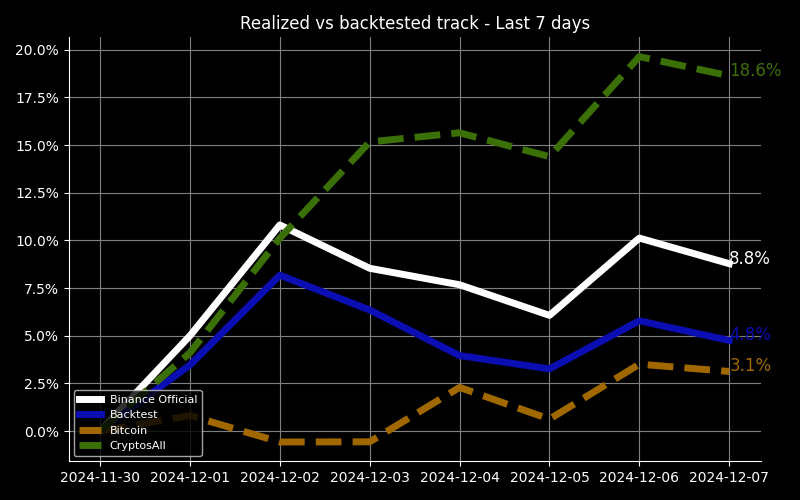 Realized vs backtested track - Last 7 days
20.0%
17.5%
15.0%
12.5%
10.0%
7.5%
5.0%
2.5%
0.0%
18.6%
8.8%
4.8%
3.1%
Binance Official
Backtest
Bitcoin
CryptosAll
2024-11-30 2024-12-01 2024-12-02 2024-12-03 2024-12-04 2024-12-05 2024-12-06 2024-12-07